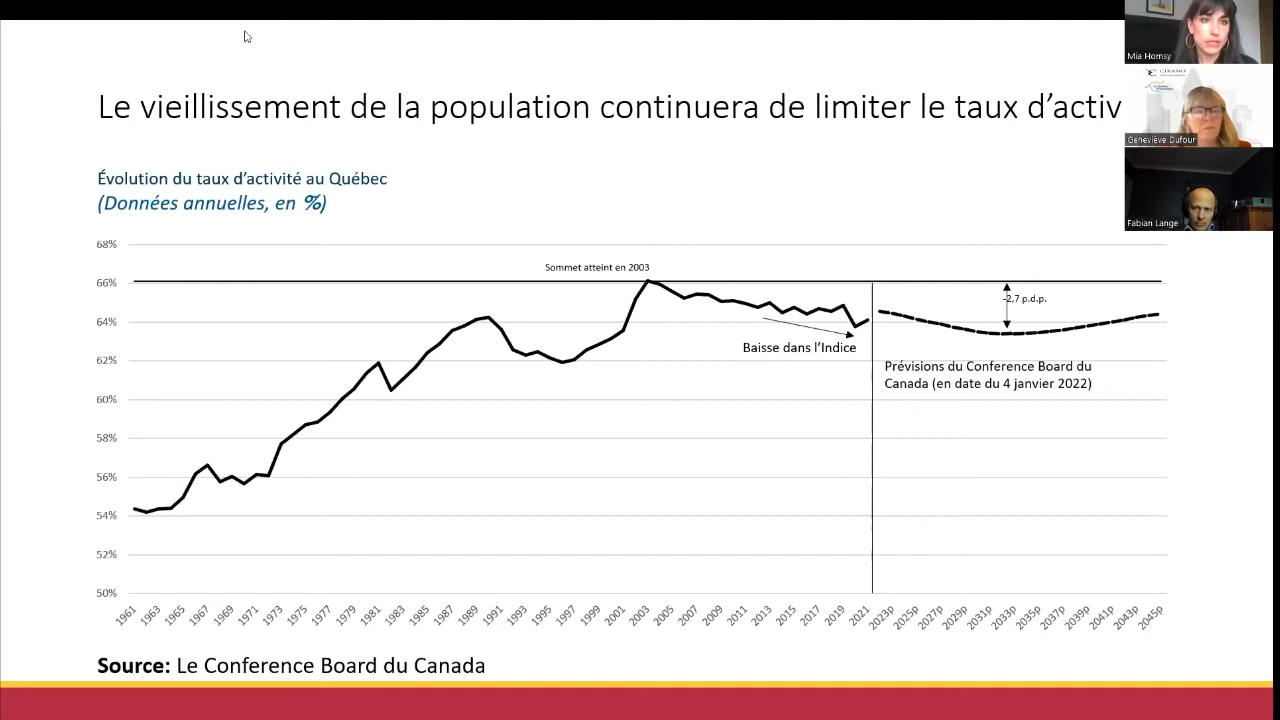 Mia Homsy
CIRANO
Geneviève Dufour
Fabian Lange
Le vieillissement de la population continuera de limiter le taux d’activ
Évolution du taux d’activité au Québec
(Données annuelles, en %)
68%
66%
64%
62%
60%
58%
56%
54%
52%
50%
Sommet atteint en 2003
-2,7 p.d.p.
Baisse dans l’Indice
Prévisions du Conference Board du
Canada (en date du 4 janvier 2022)
1961 1963 1965 1967 1969 1971 1973 1975 1977 1979 1981 1983 1985 1987 1989 1991 1993 1995 1997 1999 2001 2003 2005 2007 2009 2011 2013 2015 2017 2019 2021 2023p 2025p 2027p 2029p 2031p 2033p 2035p 2037p 2039p 2041p 2043p 2045p
Source: Le Conference Board du Canada